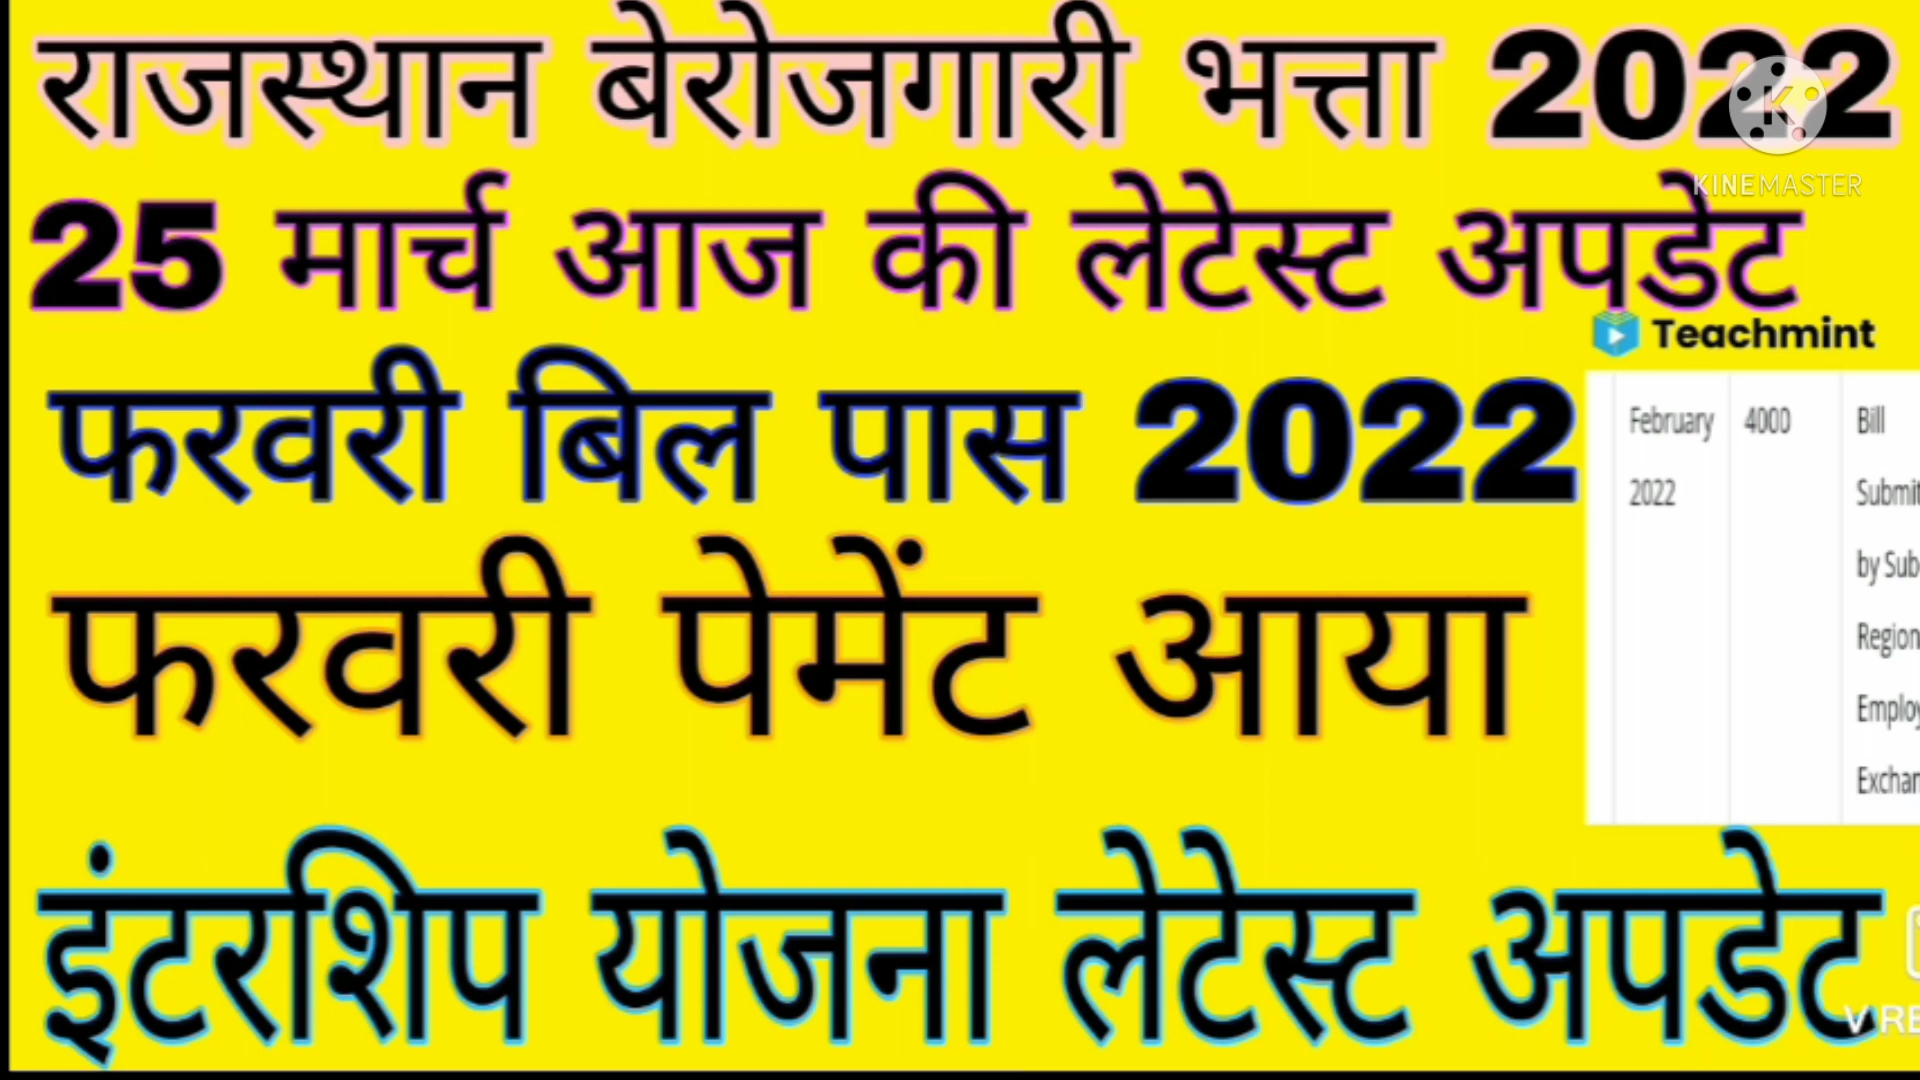 राजस्थान बेरोजगारी भत्ता 2022
KINEMASTER
25 मार्च आज की लेटेस्ट अपडेट
Teachmint
फरवरी बिल पास 2022
February 4000 Bill
2022
by
फरवरी पेमेंट आया
इंटरशिप योजना लेटेस्ट अपडेट